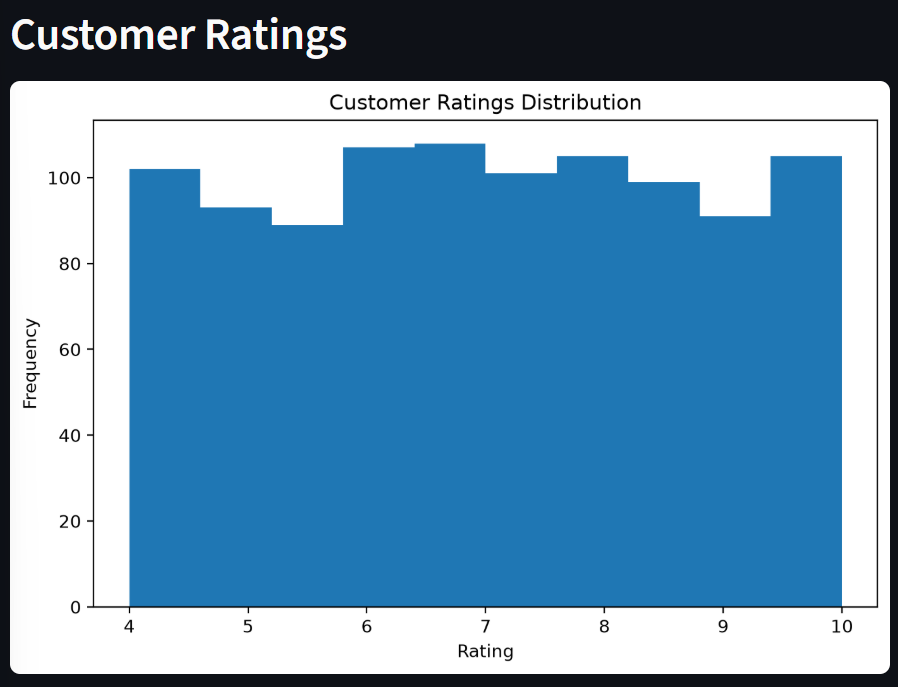 Customer Ratings
Customer Ratings Distribution
100
80
60
40
20
0
Frequency
4 5 6 7 8 9 10
Rating